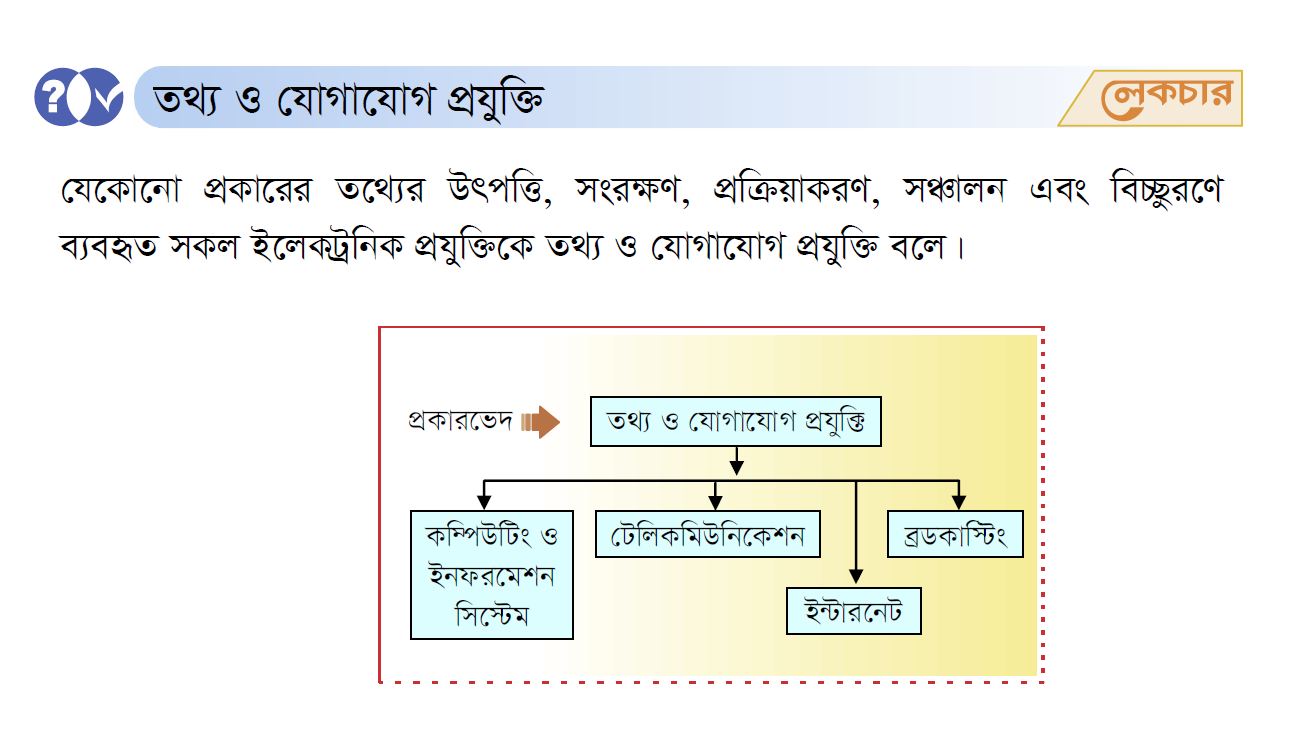 তথ্য ও যোগাযোগ প্রযুক্তি
লেকচার
যেকোনো প্রকারের তথ্যের উৎপত্তি, সংরক্ষণ, প্রক্রিয়াকরণ, সঞ্চালন এবং বিচ্ছুরণে
ব্যবহৃত সকল ইলেকট্রনিক প্রযুক্তিকে তথ্য ও যোগাযোগ প্রযুক্তি বলে।
প্রকারভেদ
তথ্য ও যোগাযোগ প্রযুক্তি
কম্পিউটিং ও
ইনফরমেশন
সিস্টেম
টেলিকমিউনিকেশন
ইন্টারনেট
ব্রডকাস্টিং